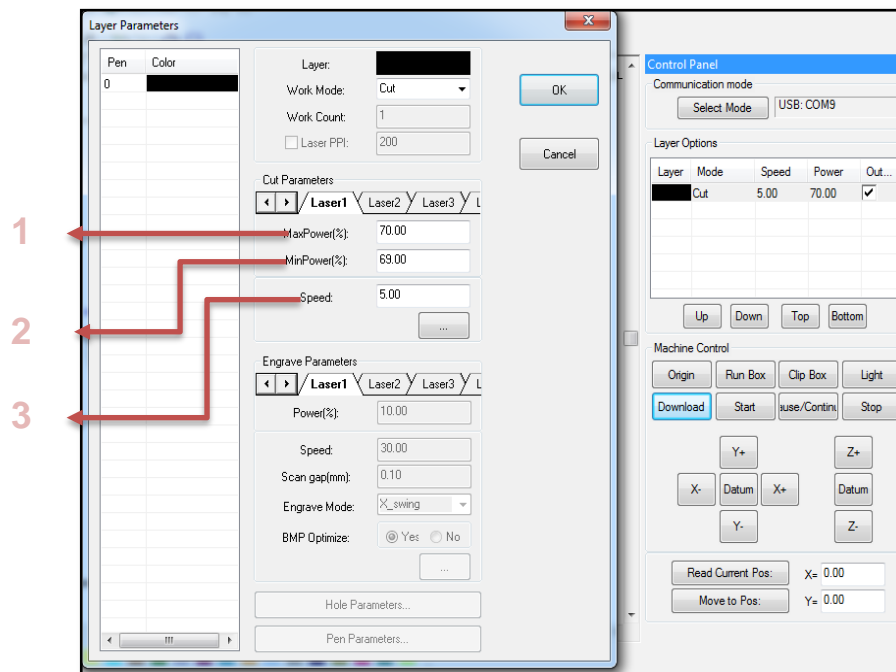 Layer Parameters
Pen Color
0
Layer:
Work Mode: Cut
Work Count: 1
Laser PPI: 200
OK
Cancel
Cut Parameters
Laser1 Laser2 Laser3 L
1
MaxPower(%): 70.00
MinPower(%): 69.00
Speed: 5.00
...
2
3
Engrave Parameters
Laser1 Laser2 Laser3 L
Power(%): 10.00
Speed: 30.00
Scan gap(mm): 0.10
Engrave Mode: X_swing
BMP Optimize: Yes No
...
Hole Parameters...
Pen Parameters...
Control Panel
Communication mode
Select Mode USB: COM9
Layer Options
Layer Mode Speed Power Out...
Cut 5.00 70.00
Up Down Top Bottom
Machine Control
Origin Run Box Clip Box Light
Download Start ause/Continu Stop
Y+ Z+
X- Datum X+ Datum
Y- Z-
Read Current Pos: X= 0.00
Move to Pos: Y= 0.00